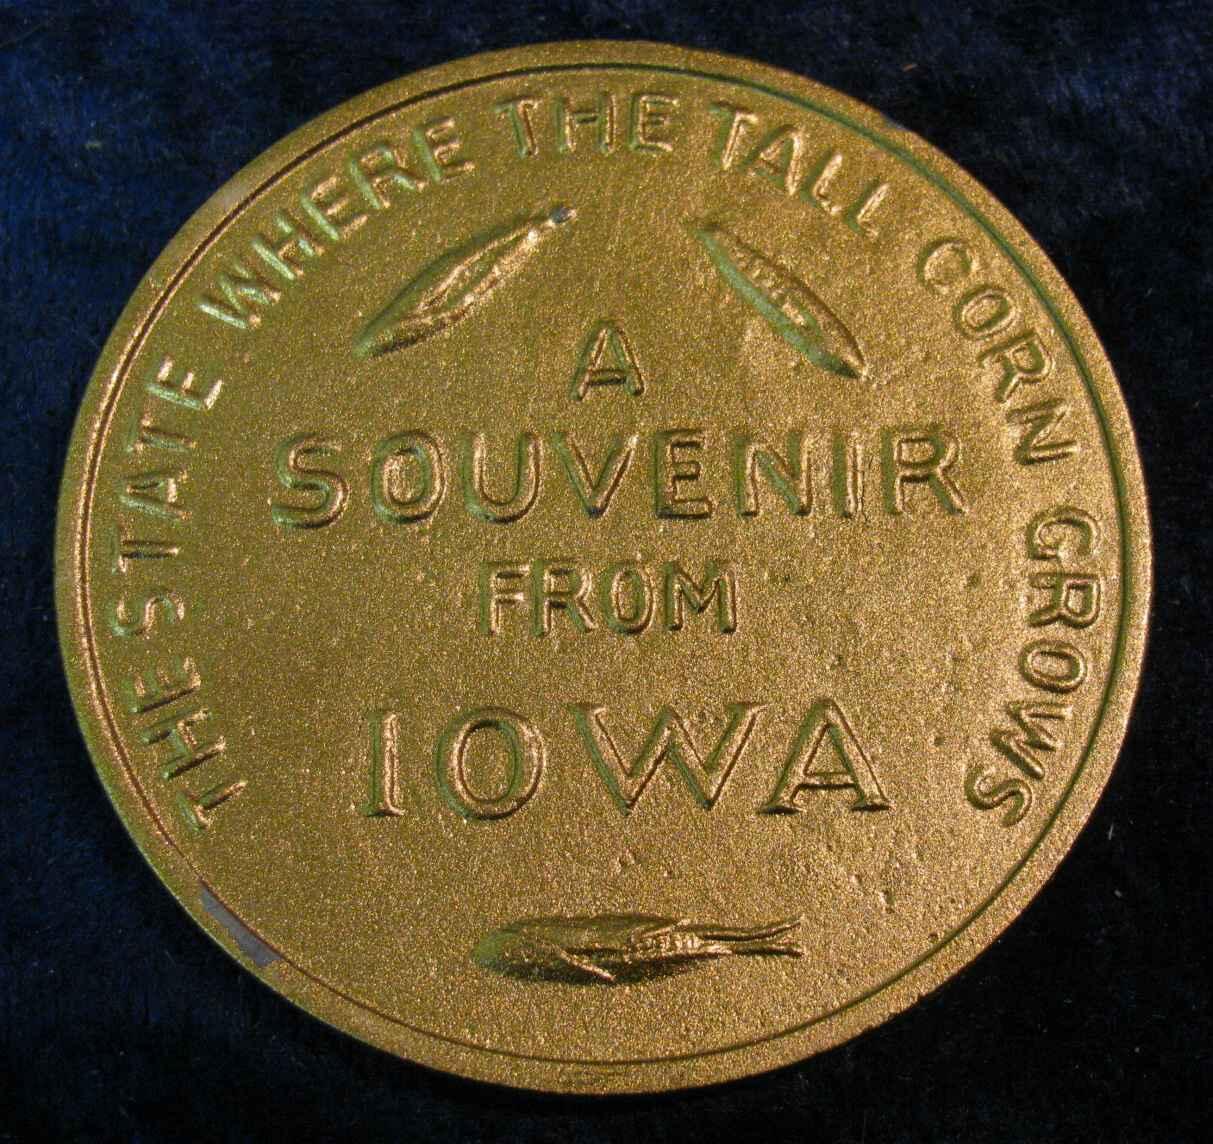 THE STATE WHERE THE TALL CORN GROWS
A
SOUVENIR
FROM
IOWA